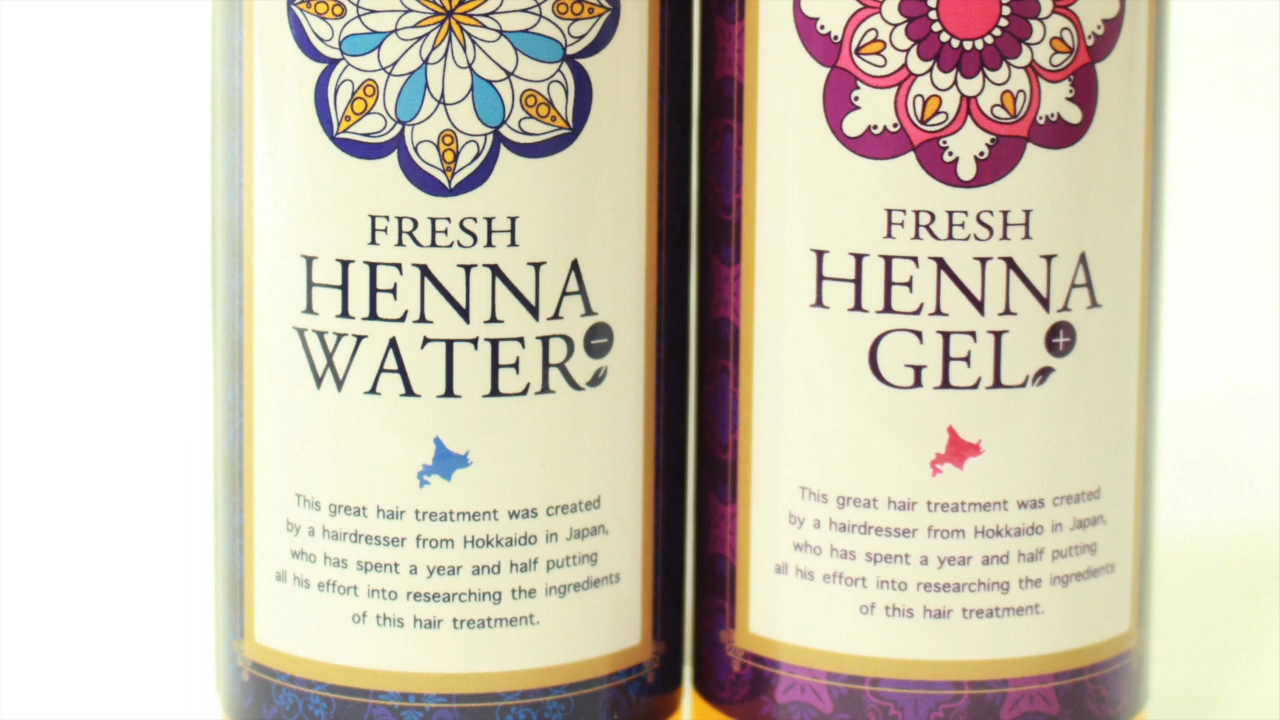 FRESH
HENNA
WATER
This great hair treatment was created
by a hairdresser from Hokkaido in Japan,
who has spent a year and half putting
all his effort into researching the ingredients
of this hair treatment.
FRESH
HENNA
GEL
This great hair treatment was created
by a hairdresser from Hokkaido in Japan,
who has spent a year and half putting
all his effort into researching the ingredients
of this hair treatment.